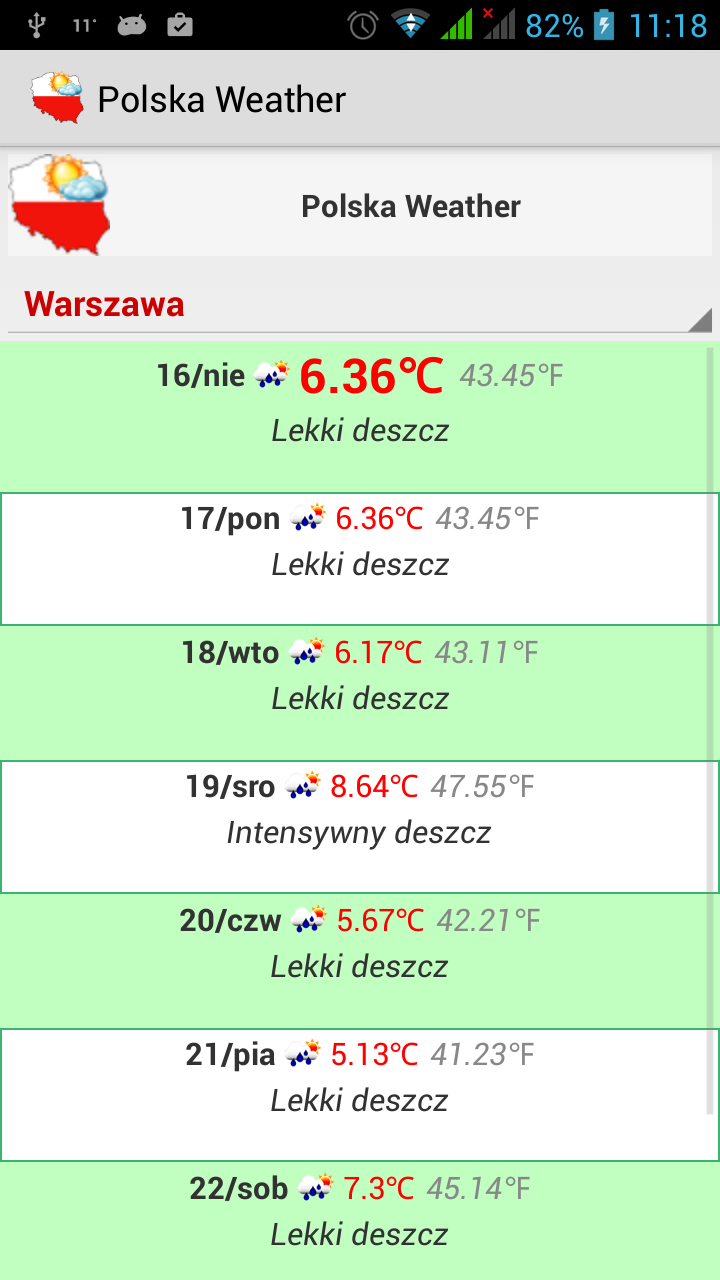 11° 82% 11:18
Polska Weather
Polska Weather
Warszawa
16/nie 6.36℃ 43.45℉
Lekki deszcz
17/pon 6.36℃ 43.45℉
Lekki deszcz
18/wto 6.17℃ 43.11℉
Lekki deszcz
19/sro 8.64℃ 47.55℉
Intensywny deszcz
20/czw 5.67℃ 42.21℉
Lekki deszcz
21/pia 5.13℃ 41.23℉
Lekki deszcz
22/sob 7.3℃ 45.14℉
Lekki deszcz